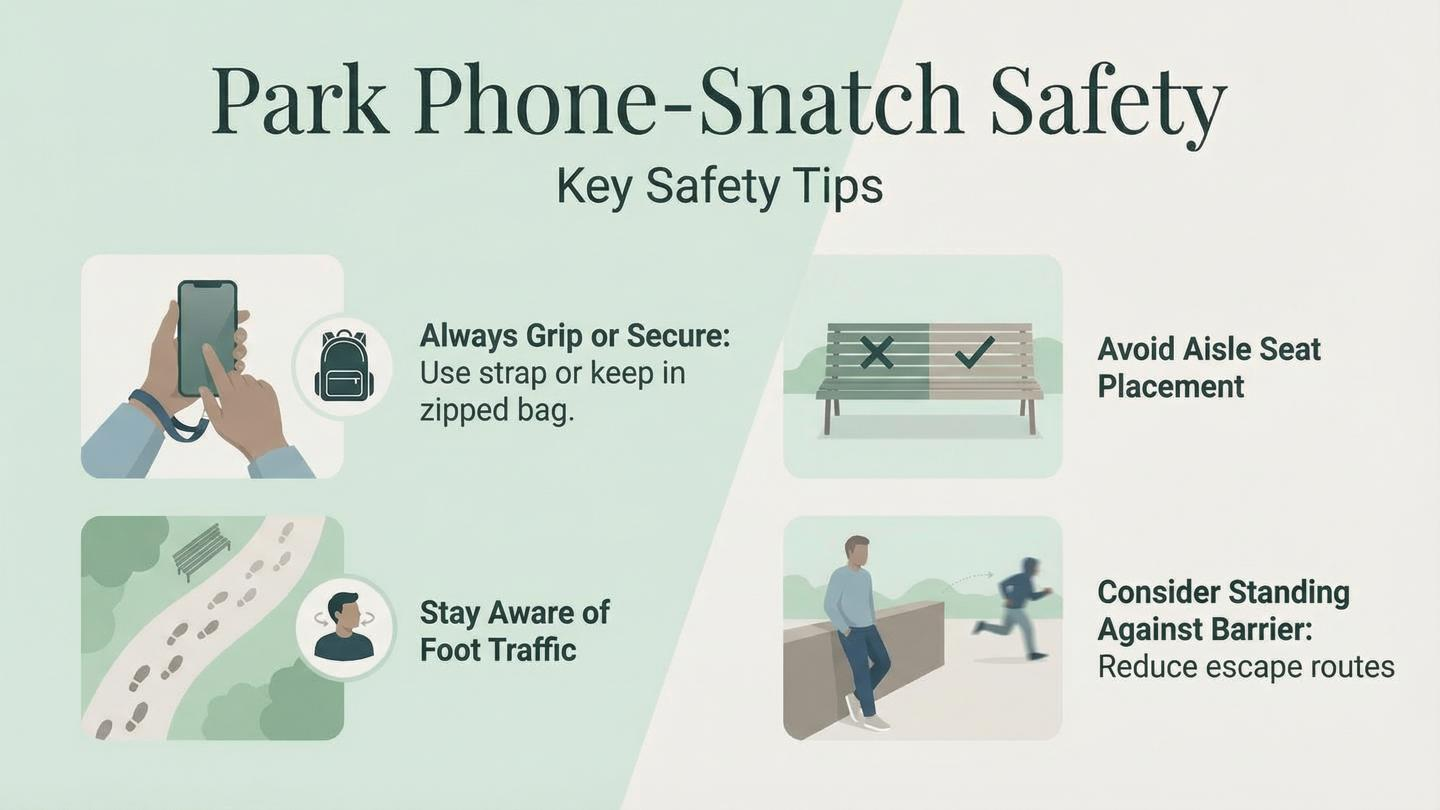 Park Phone-Snatch Safety
Key Safety Tips
Always Grip or Secure:
Use strap or keep in
zipped bag.
Avoid Aisle Seat
Placement
Stay Aware of
Foot Traffic
Consider Standing
Against Barrier:
Reduce escape routes